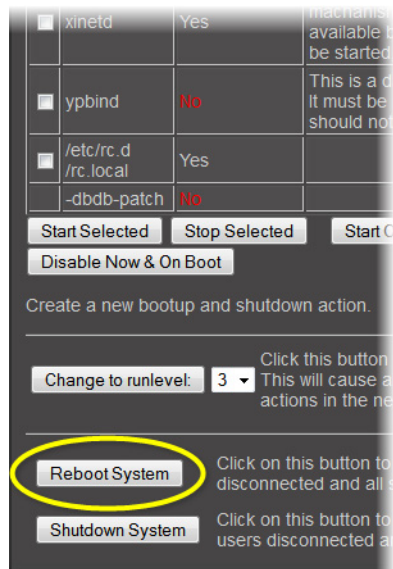 xinetd Yes machanism
available b
be started
ypbind No This is a d
It must be
should not
/etc/rc.d
/rc.local Yes
-dbdb-patch No
Start Selected Stop Selected Start C
Disable Now & On Boot
Create a new bootup and shutdown action.
Change to runlevel: 3 Click this button
This will cause a
actions in the ne
Reboot System Click on this button to
disconnected and all s
Shutdown System Click on this button to
users disconnected a